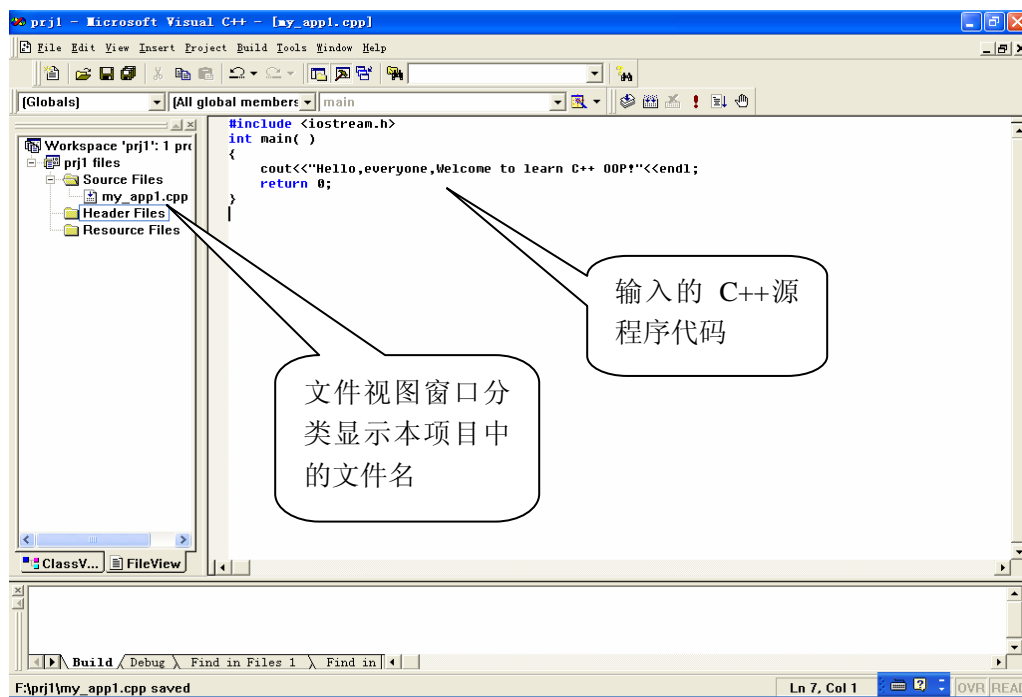 prj1 - Microsoft Visual C++ - [my_app1.cpp]
File Edit View Insert Project Build Tools Window Help
(Globals) (All global members main
Workspace 'prj1': 1 pro
prj1 files
Source Files
my_app1.cpp
Header Files
Resource Files
#include <iostream.h>
int main( )
{
cout<<"Hello,everyone,Welcome to learn C++ OOP!"<<endl;
return 0;
}
输入的 C++源
程序代码
文件视图窗口分
类显示本项目中
的文件名
ClassV... FileView
Build Debug Find in Files 1 Find in
F:\prj1\my_app1.cpp saved
Ln 7, Col 1 OVR REA